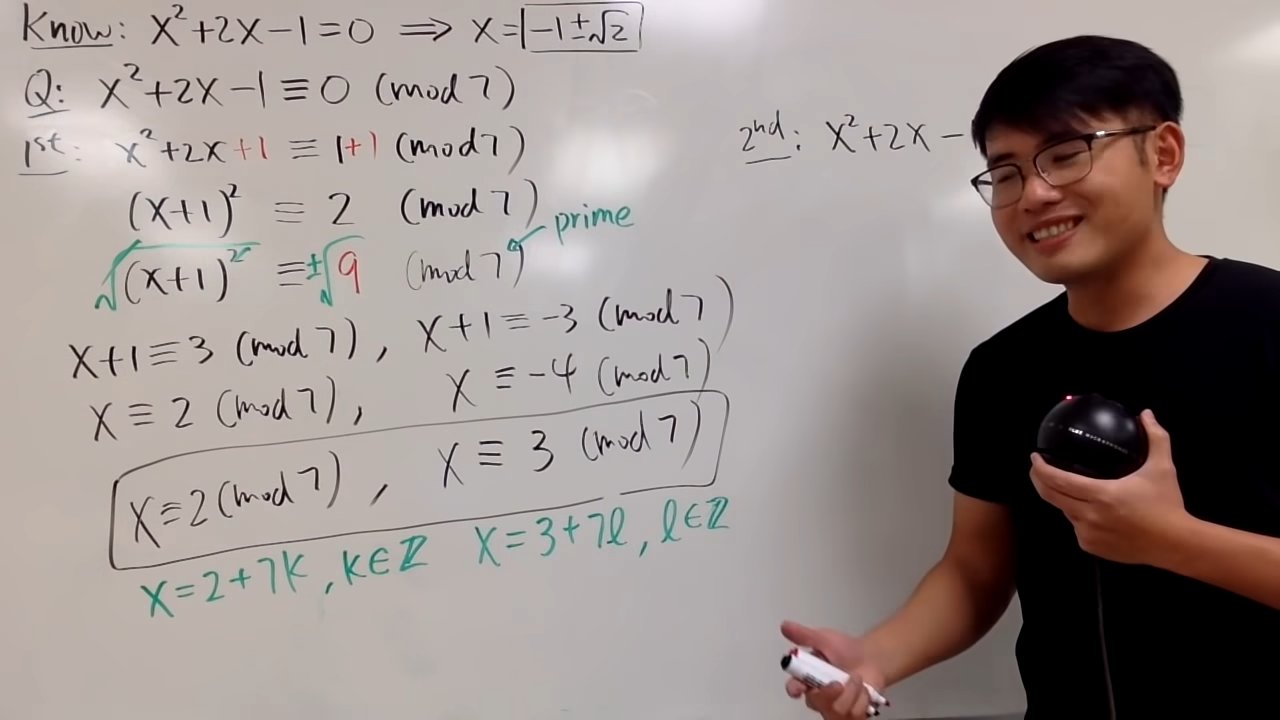 Know: x²+2x-1=0 ⟹ x=-1±√2
Q: x²+2x-1≡0 (mod 7)
1st: x²+2x+1 ≡ 1+1 (mod 7)
(x+1)² ≡ 2 (mod 7)
prime
√(x+1)² ≡ ±√9 (mod 7)
x+1≡3 (mod 7), x+1≡-3 (mod 7)
x≡2 (mod 7), x≡-4 (mod 7)
x≡2 (mod 7), x≡3 (mod 7)
x=2+7k, k∈ℤ x=3+7l, l∈ℤ
2nd: x²+2x-